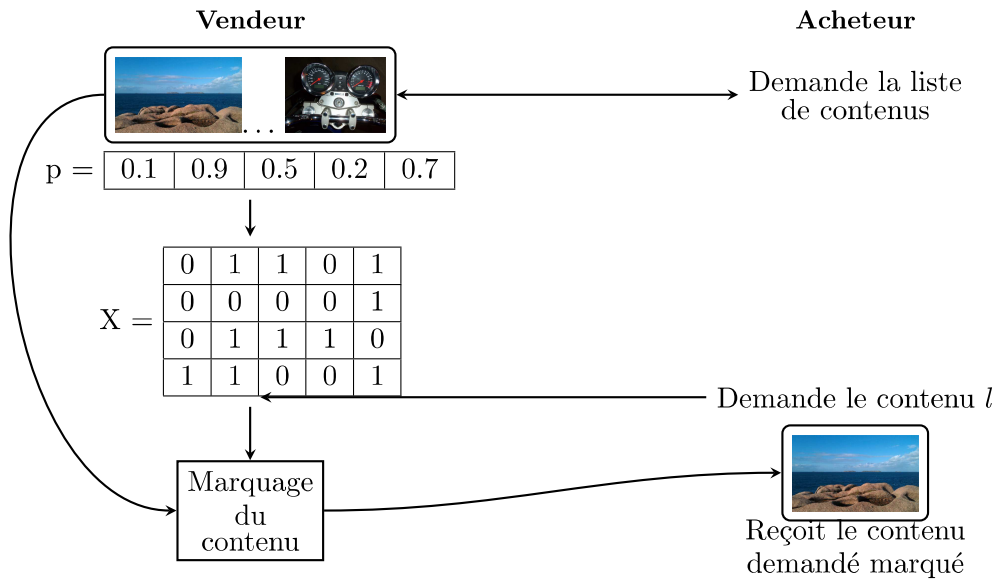 Vendeur
Acheteur
Demande la liste
de contenus
...
p = 0.1 0.9 0.5 0.2 0.7
X =
0 1 1 0 1
0 0 0 0 1
0 1 1 1 0
1 1 0 0 1
Demande le contenu l
Marquage
du
contenu
Reçoit le contenu
demandé marqué